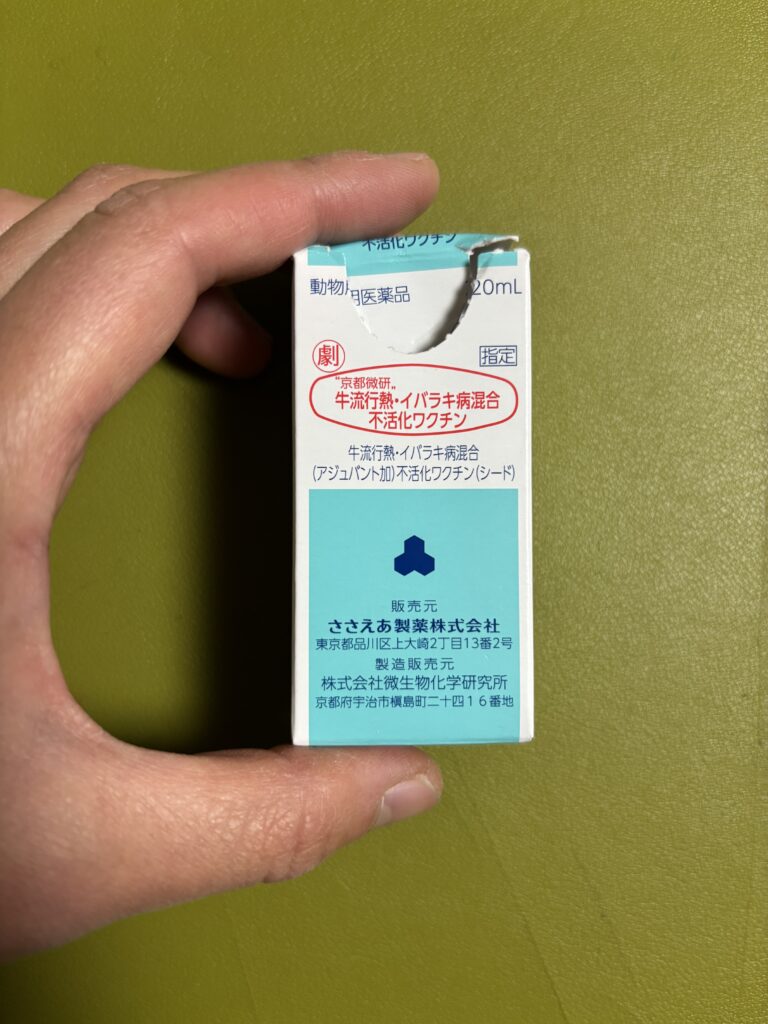 不活化ワクチン
動物用医薬品
20mL
劇
指定
"京都微研„
牛流行熱・イバラキ病混合
不活化ワクチン
牛流行熱・イバラキ病混合
(アジュバント加)不活化ワクチン(シード)
販売元
ささえあ製薬株式会社
東京都品川区上大崎2丁目13番2号
製造販売元
株式会社微生物化学研究所
京都府宇治市槇島町二十四16番地